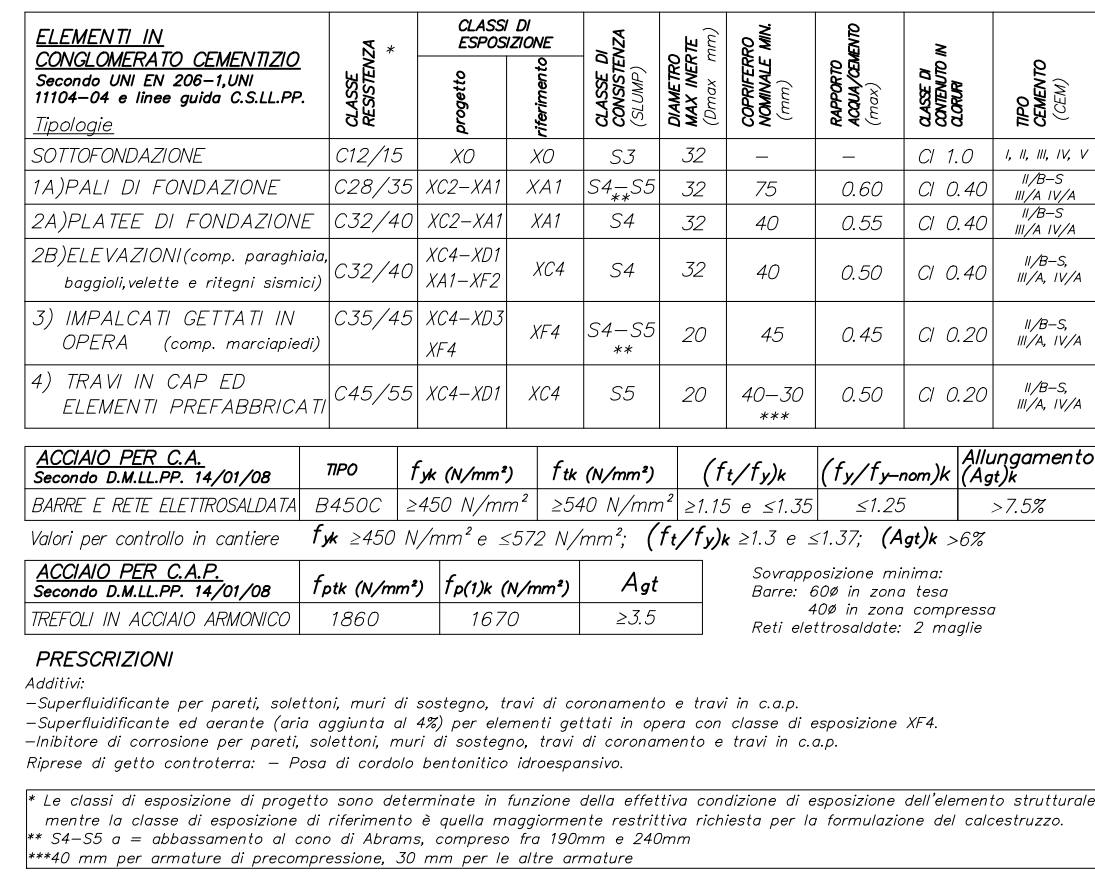 ELEMENTI IN
CONGLOMERATO CEMENTIZIO
Secondo UNI EN 206-1,UNI
11104-04 e linee guida C.S.LL.PP.
Tipologie
CLASSE RESISTENZA *
CLASSI DI
ESPOSIZIONE
progetto
riferimento
CLASSE DI CONSISTENZA (SLUMP)
DIAMETRO MAX INERTE (Dmax mm)
COPRIFERRO NOMINALE MIN. (mm)
RAPPORTO ACQUA/CEMENTO (max)
CLASSE DI CONTENUTO IN CLORURI
TIPO CEMENTO (CEM)
SOTTOFONDAZIONE C12/15 X0 X0 S3 32 – – Cl 1.0 I, II, III, IV, V
1A)PALI DI FONDAZIONE C28/35 XC2-XA1 XA1 S4-S5 ** 32 75 0.60 Cl 0.40 II/B-S III/A IV/A
2A)PLATEE DI FONDAZIONE C32/40 XC2-XA1 XA1 S4 32 40 0.55 Cl 0.40 II/B-S III/A IV/A
2B)ELEVAZIONI(comp. paraghiaia, baggioli,velette e ritegni sismici) C32/40 XC4-XD1 XA1-XF2 XC4 S4 32 40 0.50 Cl 0.40 II/B-S, III/A, IV/A
3) IMPALCATI GETTATI IN OPERA (comp. marciapiedi) C35/45 XC4-XD3 XF4 XF4 S4-S5 ** 20 45 0.45 Cl 0.20 II/B-S, III/A, IV/A
4) TRAVI IN CAP ED ELEMENTI PREFABBRICATI C45/55 XC4-XD1 XC4 S5 20 40-30 *** 0.50 Cl 0.20 II/B-S, III/A, IV/A
ACCIAIO PER C.A.
Secondo D.M.LL.PP. 14/01/08
TIPO fyk (N/mm²) ftk (N/mm²) (ft/fy)k (fy/fy-nom)k Allungamento (Agt)k
BARRE E RETE ELETTROSALDATA B450C ≥450 N/mm² ≥540 N/mm² ≥1.15 e ≤1.35 ≤1.25 >7.5%
Valori per controllo in cantiere fyk ≥450 N/mm² e ≤572 N/mm²; (ft/fy)k ≥1.3 e ≤1.37; (Agt)k >6%
ACCIAIO PER C.A.P.
Secondo D.M.LL.PP. 14/01/08
fptk (N/mm²) fp(1)k (N/mm²) Agt
TREFOLI IN ACCIAIO ARMONICO 1860 1670 ≥3.5
Sovrapposizione minima:
Barre: 60ø in zona tesa
40ø in zona compressa
Reti elettrosaldate: 2 maglie
PRESCRIZIONI
Additivi:
-Superfluidificante per pareti, solettoni, muri di sostegno, travi di coronamento e travi in c.a.p.
-Superfluidificante ed aerante (aria aggiunta al 4%) per elementi gettati in opera con classe di esposizione XF4.
-Inibitore di corrosione per pareti, solettoni, muri di sostegno, travi di coronamento e travi in c.a.p.
Riprese di getto controterra: - Posa di cordolo bentonitico idroespansivo.
* Le classi di esposizione di progetto sono determinate in funzione della effettiva condizione di esposizione dell'elemento strutturale
mentre la classe di esposizione di riferimento è quella maggiormente restrittiva richiesta per la formulazione del calcestruzzo.
** S4-S5 a = abbassamento al cono di Abrams, compreso fra 190mm e 240mm
***40 mm per armature di precompressione, 30 mm per le altre armature